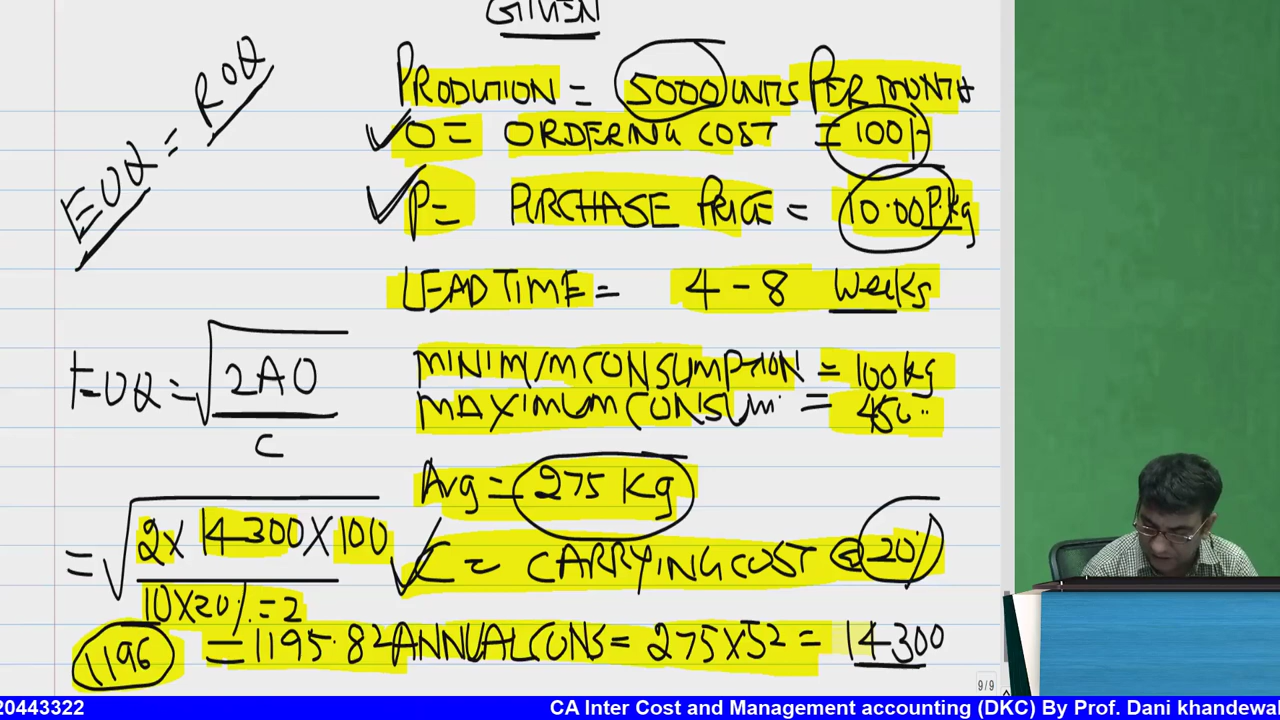 GIVEN
PRODUTION = 5000 UNTS PER MONTH
EOQ = ROQ
O = ORDERING COST = 100/-
P = PURCHASE PRICE = 10.00 P. Kg
LEAD TIME = 4 - 8 Weeks
EOQ = √ 2AO
C
MINIM/M CONSUMPTION = 100 kg
MAXIMUM CONSUM. = 450 "
Avg = 275 Kg
= √ 2 x 14300 X 100
10 X 20% = 2
C = CARRYING COST @ 20%
1196
= 1195.82
ANNUAL CONS = 275 X 52 = 14300
9/9
20443322
CA Inter Cost and Management accounting (DKC) By Prof. Dani khandewa